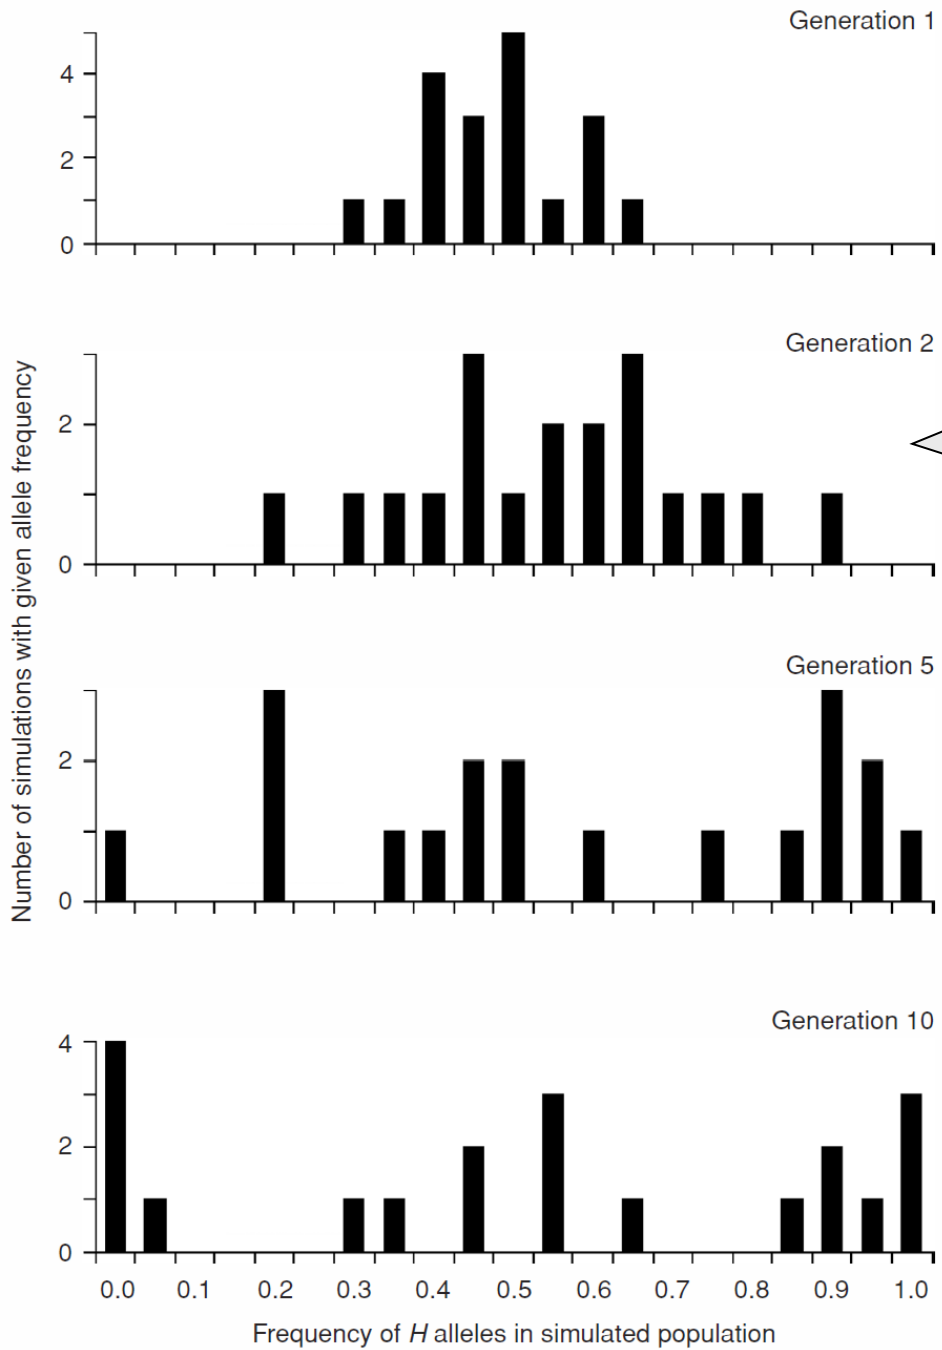 Generation 1
4
2
0
Generation 2
2
0
Generation 5
2
0
Generation 10
4
2
0
0.0 0.1 0.2 0.3 0.4 0.5 0.6 0.7 0.8 0.9 1.0
Frequency of H alleles in simulated population
Number of simulations with given allele frequency